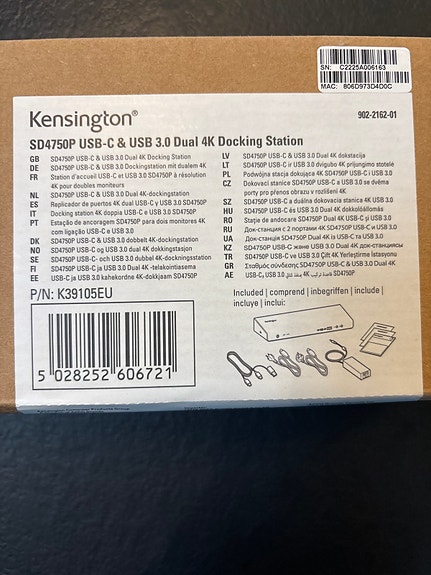 SN: C2225A006163
MAC: 806D973D4D0C
Kensington®
902-2162-01
SD4750P USB-C & USB 3.0 Dual 4K Docking Station
GB SD4750P USB-C & USB 3.0 Dual 4K Docking Station
DE SD4750P USB-C & USB 3.0 Dockingstation mit dualem 4K
FR Station d'accueil USB-C et USB 3.0 SD4750P à résolution
4K pour doubles moniteurs
NL SD4750P USB-C & USB 3.0 Dual 4K-dockingstation
ES Replicador de puertos 4K dual USB-C y USB 3.0 SD4750P
IT Docking station 4K doppia USB-C e USB 3.0 SD4750P
PT Estação de ancoragem SD4750P para dois monitores 4K
com ligação USB-C e USB 3.0
DK SD4750P USB-C & USB 3.0 dobbelt 4K-dockingstation
NO SD4750P USB-C og USB 3.0 dual 4K dokkingstasjon
SE SD4750P USB-C- och USB 3.0 dubbel 4K-dockningsstation
FI SD4750P USB-C ja USB 3.0 Dual 4K -telakointiasema
EE USB-C ja USB 3.0 kahekordne 4K-dokkjaam SD4750P
LV SD4750P USB-C & USB 3.0 Dual 4K dokstacija
LT SD4750P USB-C ir USB 3.0 dvigubo 4K prijungimo stotelė
PL Podwójna stacja dokująca 4K SD4750P USB-C i USB 3.0
CZ Dokovací stanice SD4750P USB-C a USB 3.0 se dvěma
porty pro přenos obrazu v rozlišení 4K
SZ SD4750P USB-C a duálna dokovacia stanica 4K USB 3.0
HU SD4750P USB-C és USB 3.0 Dual 4K dokkolóállomás
RO Stație de andocare SD4750P Dual 4K USB-C și USB 3.0
RU Док-станция с 2 портами 4K SD4750P USB-C и USB 3.0
UA Док-станція SD4750P Dual 4K із USB-C та USB 3.0
KZ SD4750P USB-C және USB 3.0 Dual 4K док-станциясы
TR SD4750P USB-C ve USB 3.0 Çift 4K Yerleştirme İstasyonu
GR Σταθμός σύνδεσης SD4750P USB-C & USB 3.0 Dual 4K
AE SD4750P قاعدة تركيب 4K بمنفذ ثنائي USB 3.0 و USB-C
P/N: K39105EU
5 028252 606721
Included | comprend | inbegriffen | include |
incluye | inclui:
Kensington